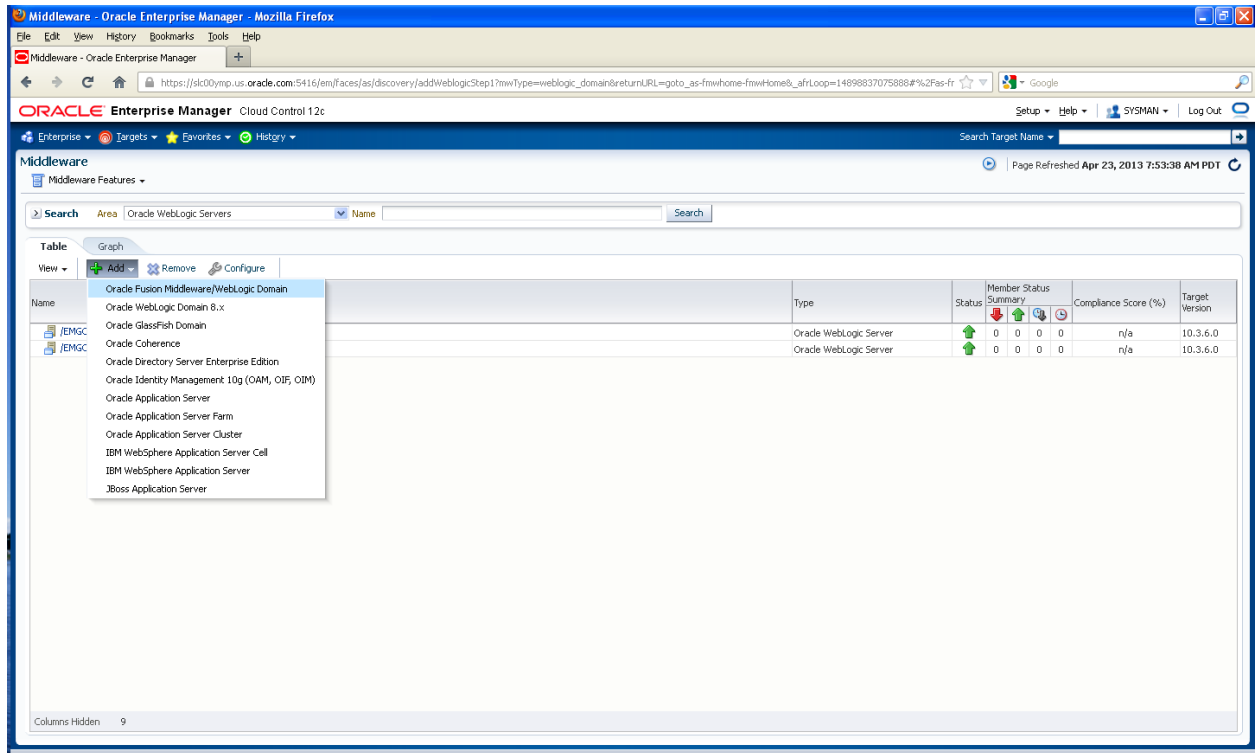 Middleware - Oracle Enterprise Manager - Mozilla Firefox
File Edit View History Bookmarks Tools Help
Middleware - Oracle Enterprise Manager +
https://slc00ymp.us.oracle.com:5416/em/faces/as/discovery/addWeblogicStep1?mwType=weblogic_domain&returnURL=goto_as-fmwhome-fmwHome&_afrLoop=14898837075888#%2Fas-fr Google
ORACLE Enterprise Manager Cloud Control 12c Setup Help SYSMAN Log Out
Enterprise Targets Favorites History Search Target Name
Middleware Page Refreshed Apr 23, 2013 7:53:38 AM PDT
Middleware Features
Search Area Oracle WebLogic Servers Name Search
Table Graph
View Add Remove Configure
Name Type Status Member Status Summary Compliance Score (%) Target Version
/EMGC Oracle WebLogic Server 0 0 0 0 n/a 10.3.6.0
/EMGC Oracle WebLogic Server 0 0 0 0 n/a 10.3.6.0
Oracle Fusion Middleware/WebLogic Domain
Oracle WebLogic Domain 8.x
Oracle GlassFish Domain
Oracle Coherence
Oracle Directory Server Enterprise Edition
Oracle Identity Management 10g (OAM, OIF, OIM)
Oracle Application Server
Oracle Application Server Farm
Oracle Application Server Cluster
IBM WebSphere Application Server Cell
IBM WebSphere Application Server
JBoss Application Server
Columns Hidden 9